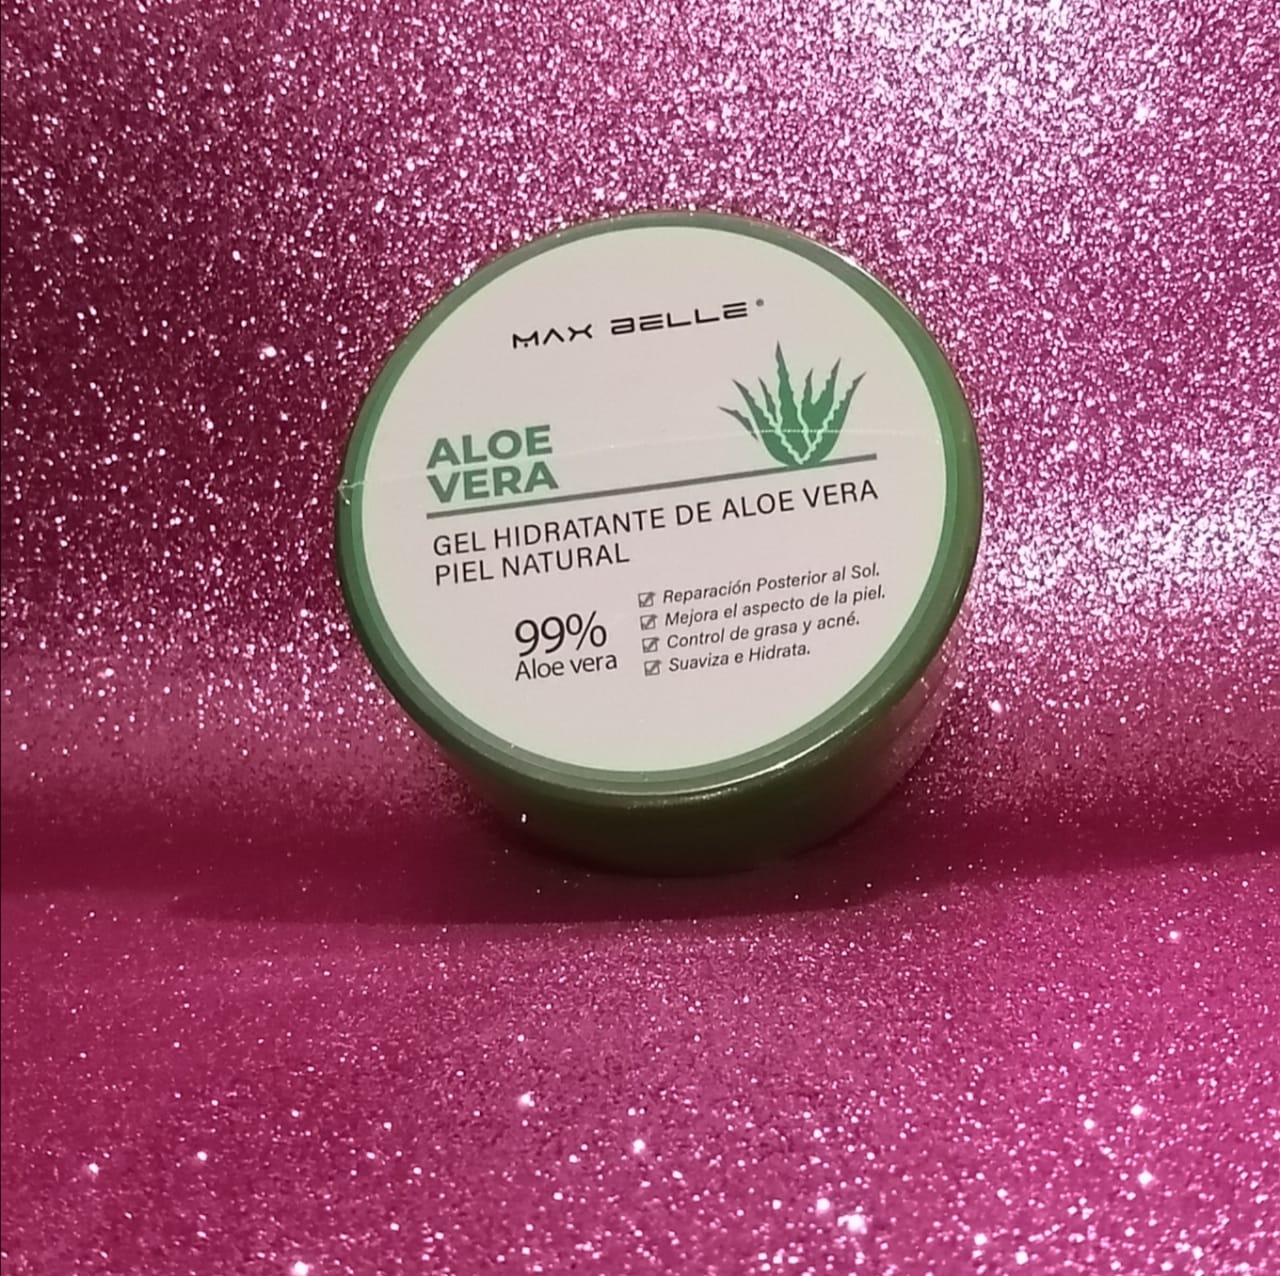 MAX BELLE®
ALOE
VERA
GEL HIDRATANTE DE ALOE VERA
PIEL NATURAL
99%
Aloe vera
Reparación Posterior al Sol.
Mejora el aspecto de la piel.
Control de grasa y acné.
Suaviza e Hidrata.